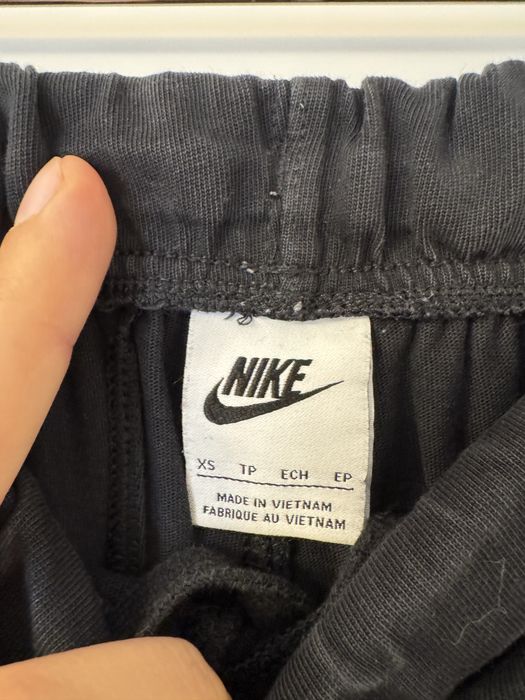 NIKE
XS TP ECH EP
MADE IN VIETNAM
FABRIQUE AU VIETNAM